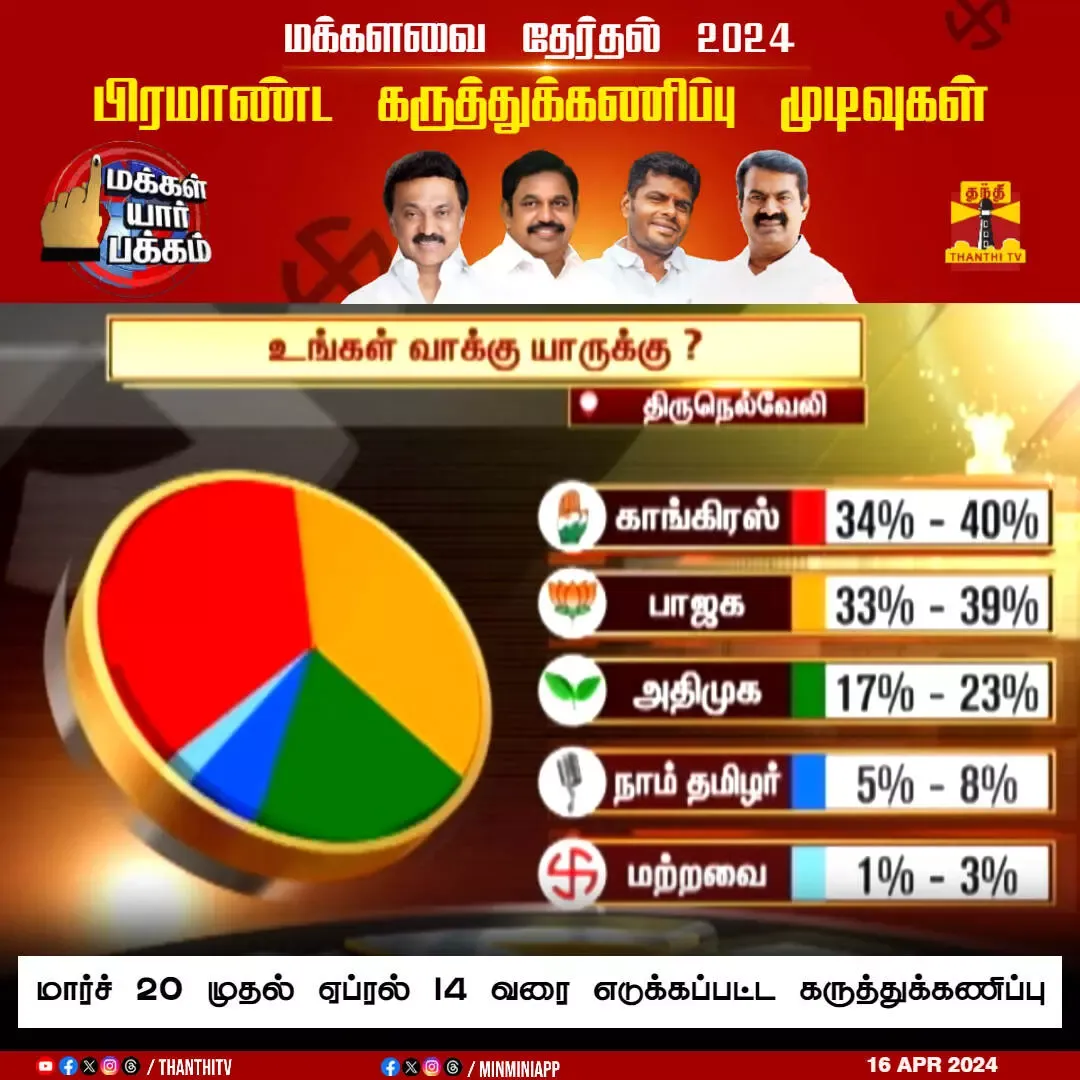 மக்களவை தேர்தல் 2024
பிரமாண்ட கருத்துக்கணிப்பு முடிவுகள்
மக்கள்
யார்
பக்கம்
தந்தீ
THANTHI TV
உங்கள் வாக்கு யாருக்கு ?
திருநெல்வேலி
காங்கிரஸ் 34% - 40%
பாஜக 33% - 39%
அதிமுக 17% - 23%
நாம் தமிழர் 5% - 8%
மற்றவை 1% - 3%
மார்ச் 20 முதல் ஏப்ரல் 14 வரை எடுக்கப்பட்ட கருத்துக்கணிப்பு
/ THANTHITV / MINMINIAPP 16 APR 2024